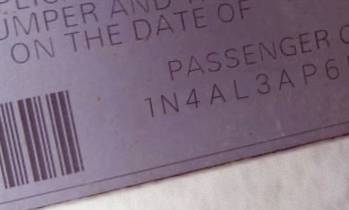 UMPER AND
ON THE DATE OF
PASSENGER
1N4AL3AP6